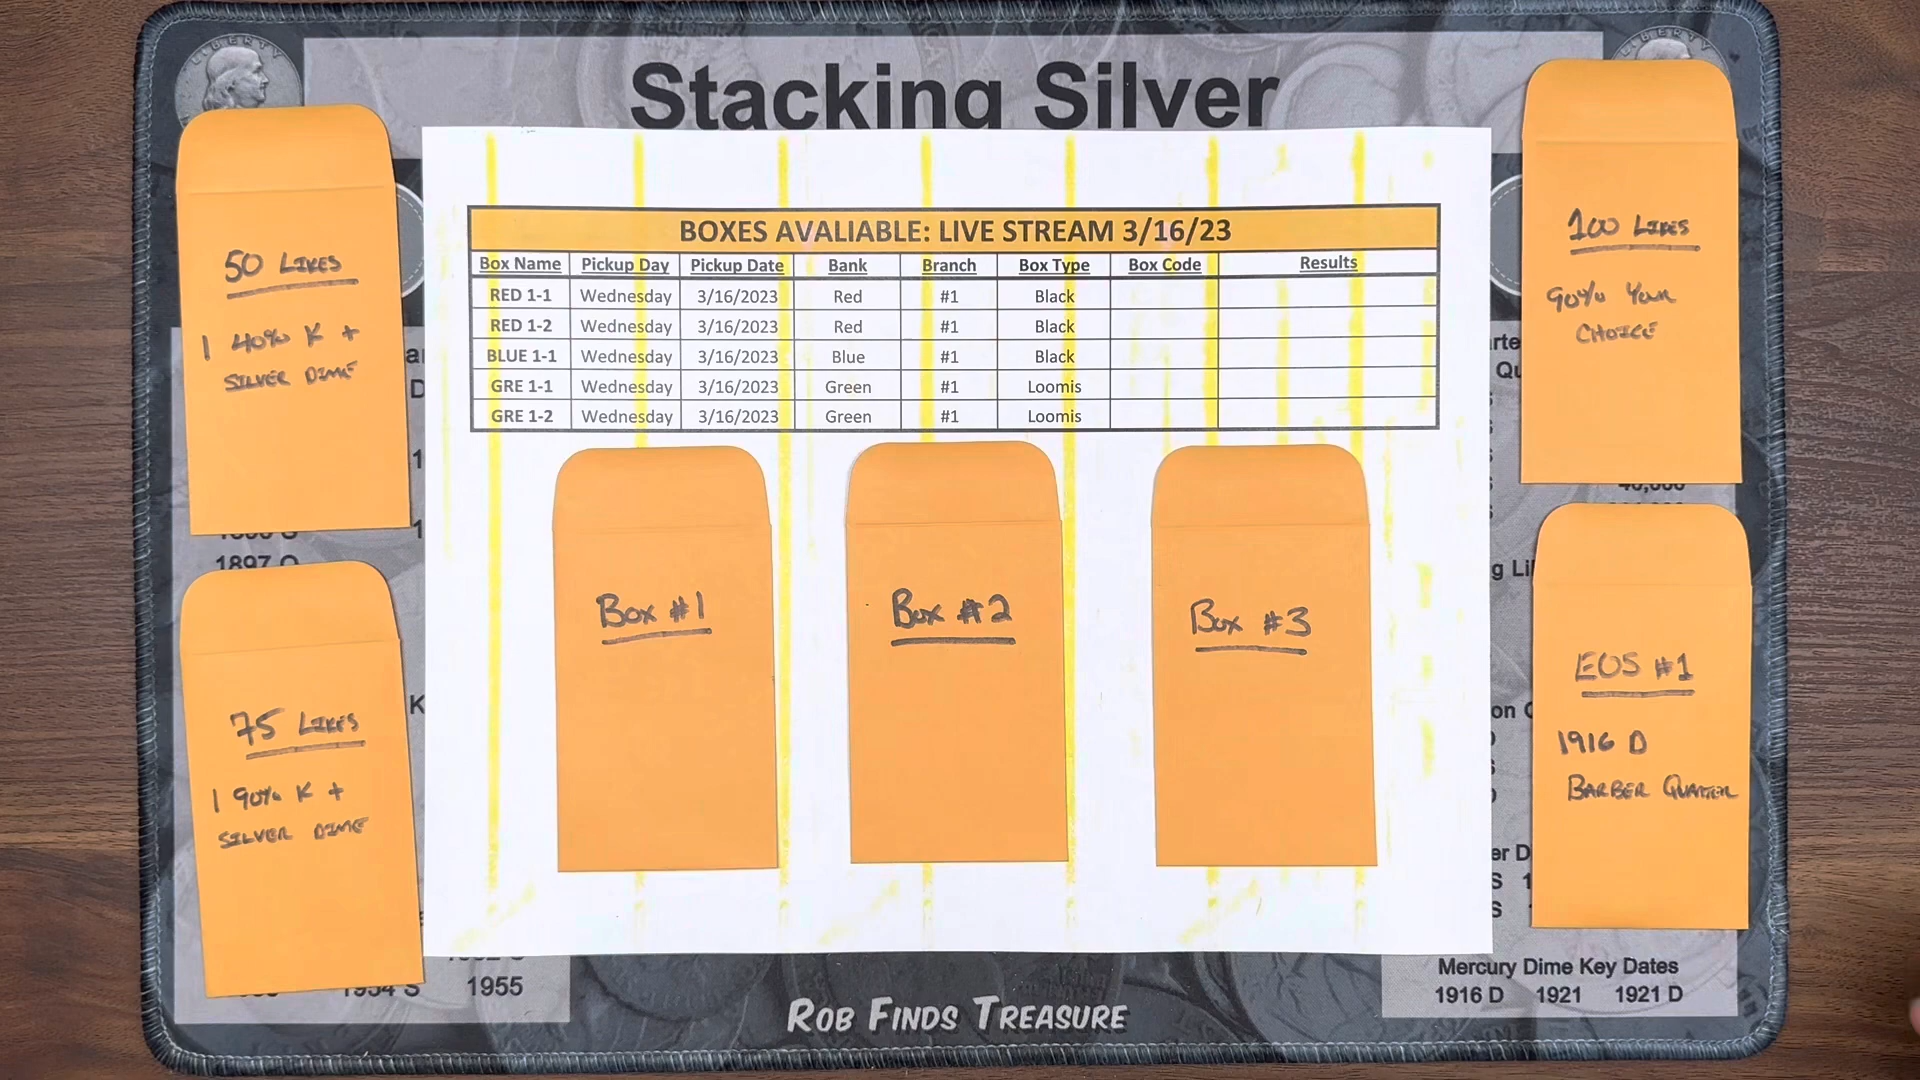 LIBERTY
Stacking Silver
BOXES AVALIABLE: LIVE STREAM 3/16/23
Box Name Pickup Day Pickup Date Bank Branch Box Type Box Code Results
RED 1-1 Wednesday 3/16/2023 Red #1 Black
RED 1-2 Wednesday 3/16/2023 Red #1 Black
BLUE 1-1 Wednesday 3/16/2023 Blue #1 Black
GRE 1-1 Wednesday 3/16/2023 Green #1 Loomis
GRE 1-2 Wednesday 3/16/2023 Green #1 Loomis
50 LIKES
1 40% K +
SILVER DIME
75 LIKES
1 90% K +
SILVER DIME
Box #1
Box #2
Box #3
100 LIKES
90% YOUR
CHOICE
EOS #1
1916 D
BARBER QUARTER
1897 O
1954 S 1955
Mercury Dime Key Dates
1916 D 1921 1921 D
ROB FINDS TREASURE